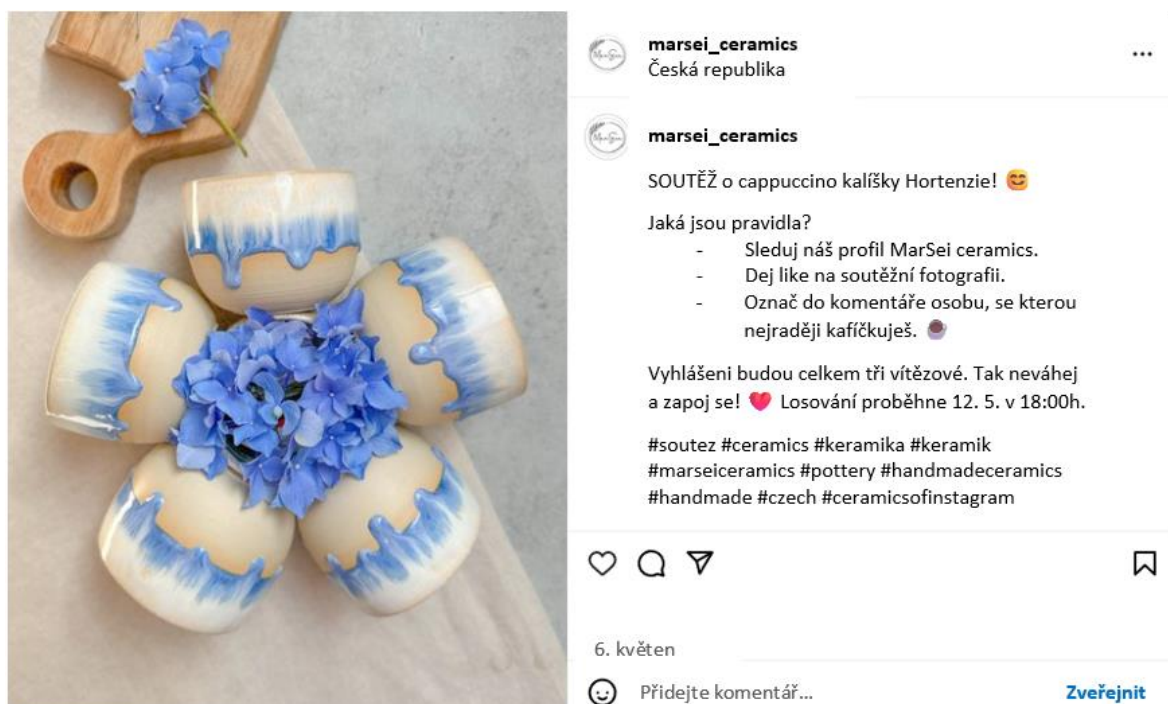 marsei_ceramics
Česká republika
marsei_ceramics
SOUTĚŽ o cappuccino kalíšky Hortenzie! 😊
Jaká jsou pravidla?
- Sleduj náš profil MarSei ceramics.
- Dej like na soutěžní fotografii.
- Označ do komentáře osobu, se kterou
nejraději kafíčkuješ. ☕
Vyhlášeni budou celkem tři vítězové. Tak neváhej
a zapoj se! ❤️ Losování proběhne 12. 5. v 18:00h.
#soutez #ceramics #keramika #keramik
#marseiceramics #pottery #handmadeceramics
#handmade #czech #ceramicsofinstagram
6. květen
Přidejte komentář...
Zveřejnit